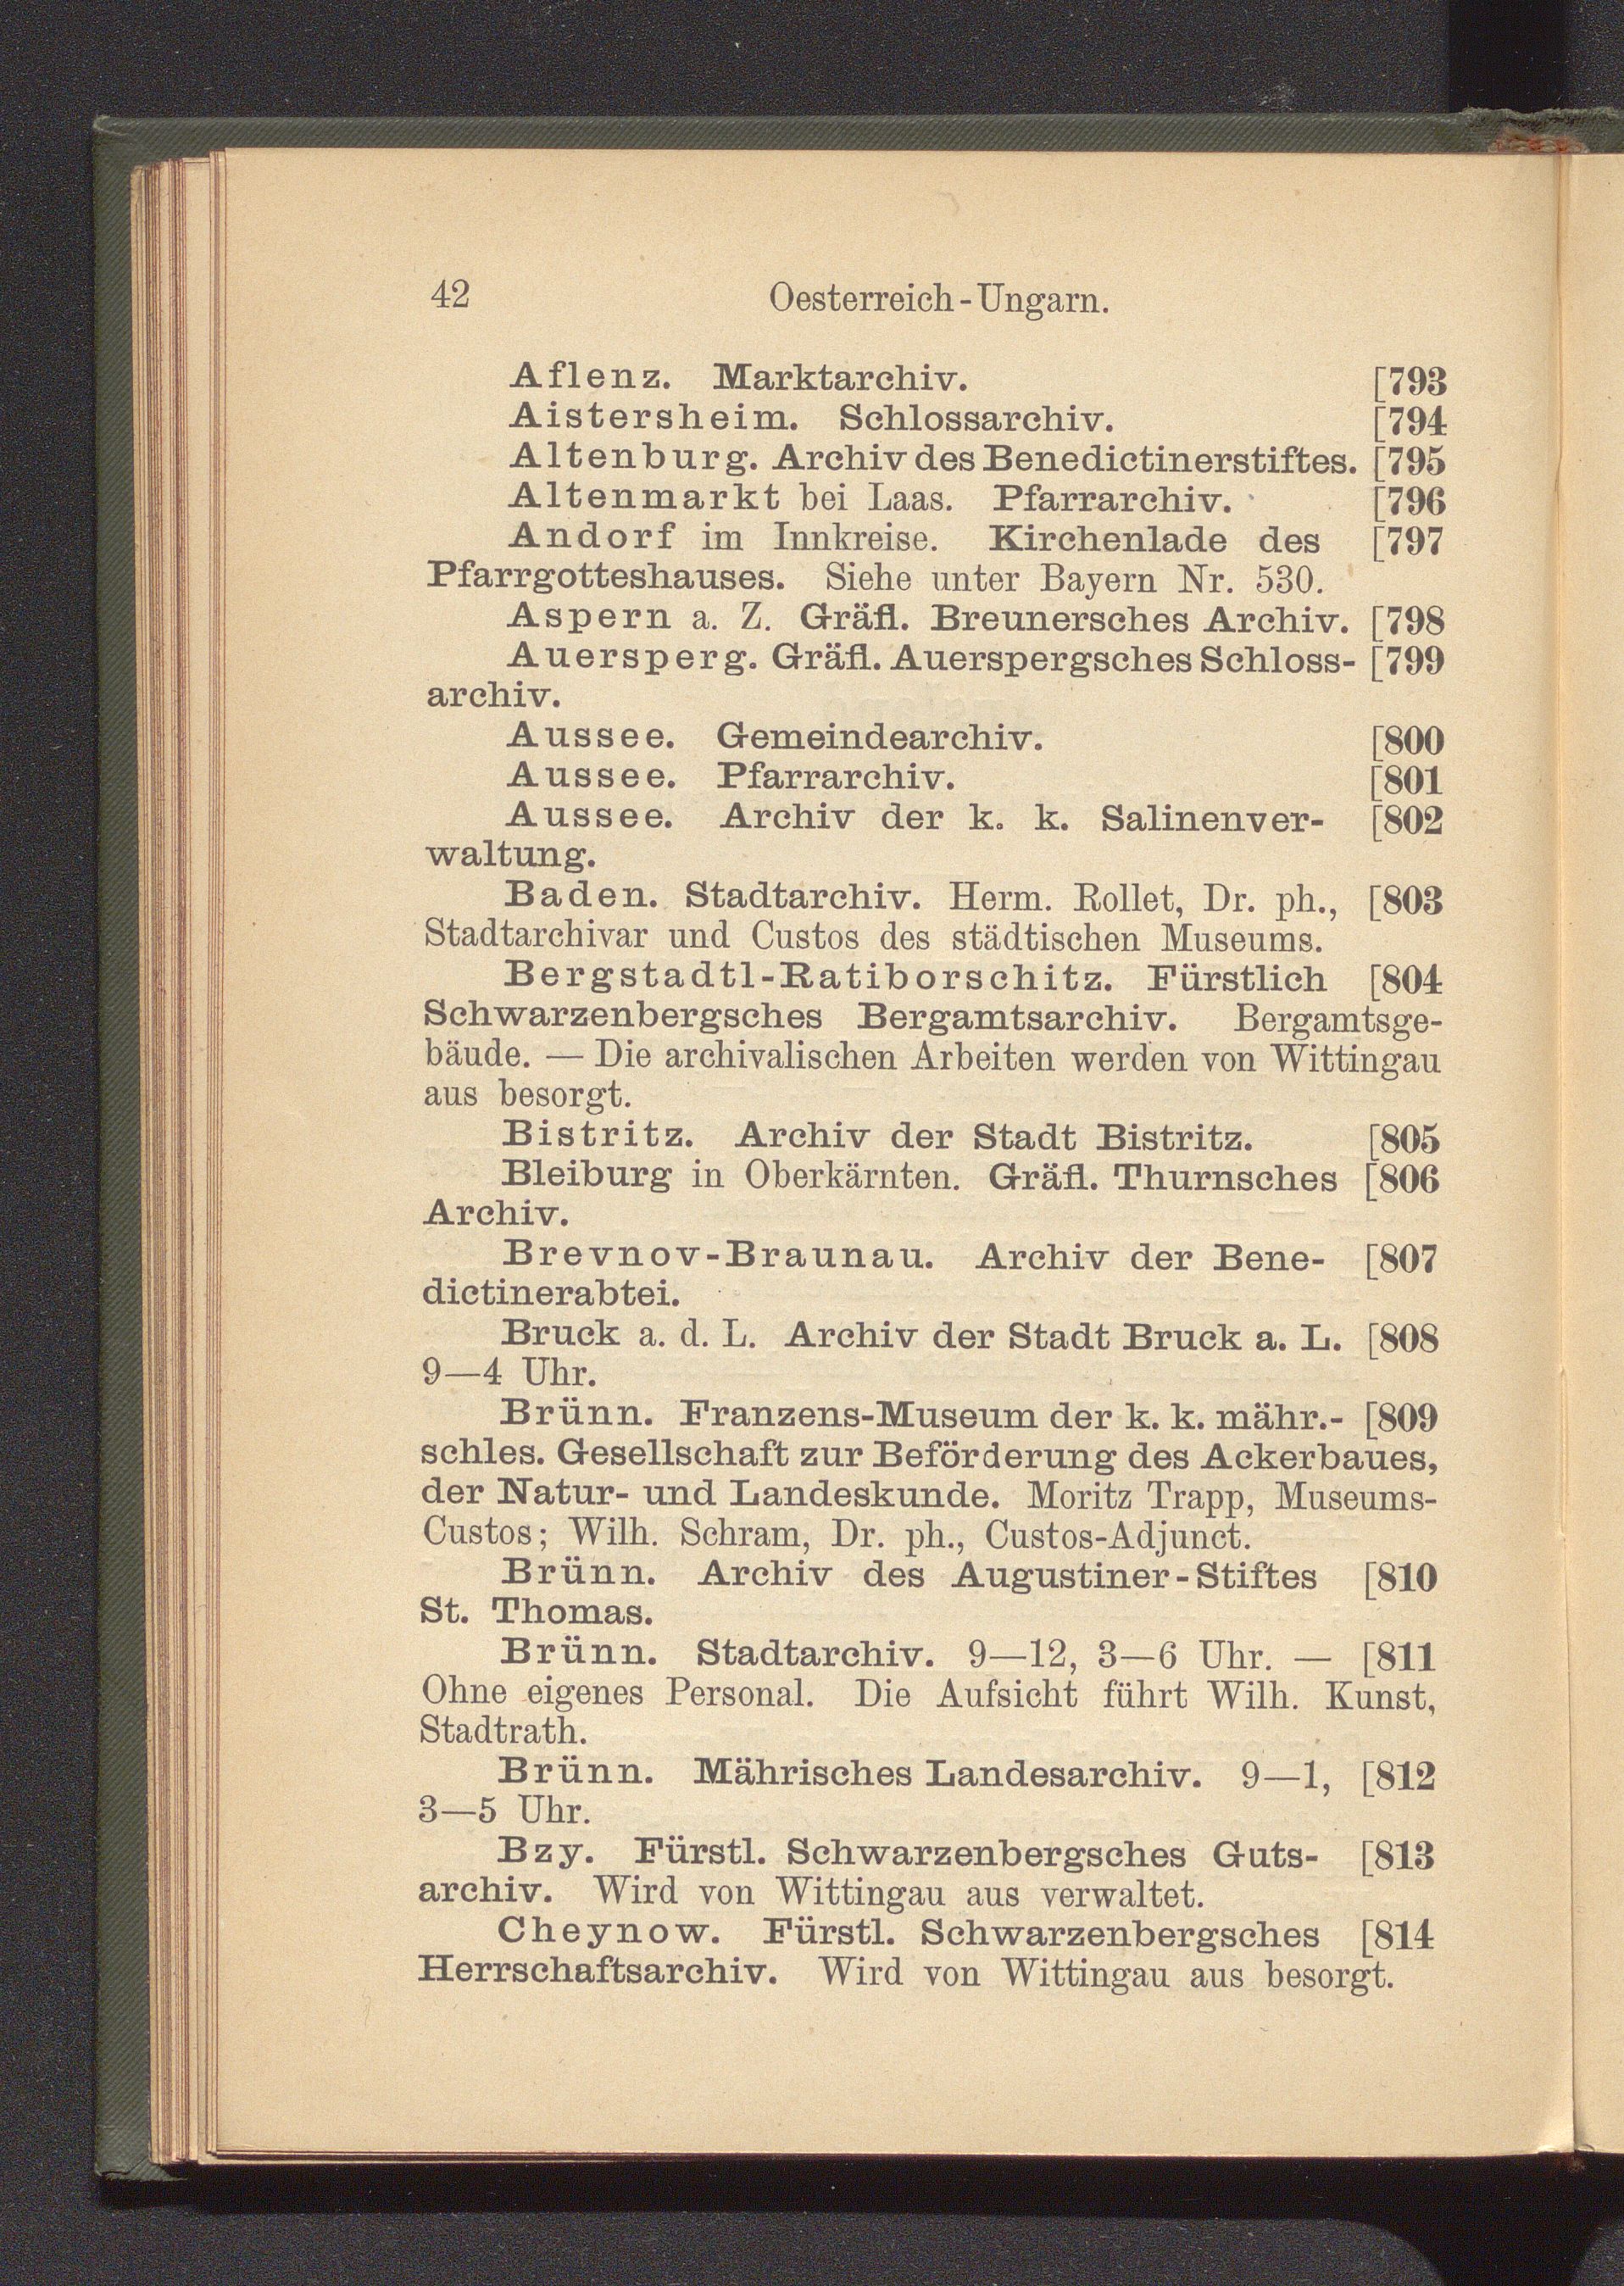 42 Oesterreich-Ungarn.
Aflenz. Marktarchiv. [793
Aistersheim. Schlossarchiv. [794
Altenburg. Archiv des Benedictinerstiftes. [795
Altenmarkt bei Laas. Pfarrarchiv. [796
Andorf im Innkreise. Kirchenlade des [797
Pfarrgotteshauses. Siehe unter Bayern Nr. 530.
Aspern a. Z. Gräfl. Breunersches Archiv. [798
Auersperg. Gräfl. Auerspergsches Schloss- [799
archiv.
Aussee. Gemeindearchiv. [800
Aussee. Pfarrarchiv. [801
Aussee. Archiv der k. k. Salinenver- [802
waltung.
Baden. Stadtarchiv. Herm. Rollet, Dr. ph., [803
Stadtarchivar und Custos des städtischen Museums.
Bergstadtl-Ratiborschitz. Fürstlich [804
Schwarzenbergsches Bergamtsarchiv. Bergamtsge-
bäude. — Die archivalischen Arbeiten werden von Wittingau
aus besorgt.
Bistritz. Archiv der Stadt Bistritz. [805
Bleiburg in Oberkärnten. Gräfl. Thurnsches [806
Archiv.
Brevnov-Braunau. Archiv der Bene- [807
dictinerabtei.
Bruck a. d. L. Archiv der Stadt Bruck a. L. [808
9—4 Uhr.
Brünn. Franzens-Museum der k. k. mähr.- [809
schles. Gesellschaft zur Beförderung des Ackerbaues,
der Natur- und Landeskunde. Moritz Trapp, Museums-
Custos; Wilh. Schram, Dr. ph., Custos-Adjunct.
Brünn. Archiv des Augustiner-Stiftes [810
St. Thomas.
Brünn. Stadtarchiv. 9—12, 3—6 Uhr. — [811
Ohne eigenes Personal. Die Aufsicht führt Wilh. Kunst,
Stadtrath.
Brünn. Mährisches Landesarchiv. 9—1, [812
3—5 Uhr.
Bzy. Fürstl. Schwarzenbergsches Guts- [813
archiv. Wird von Wittingau aus verwaltet.
Cheynow. Fürstl. Schwarzenbergsches [814
Herrschaftsarchiv. Wird von Wittingau aus besorgt.